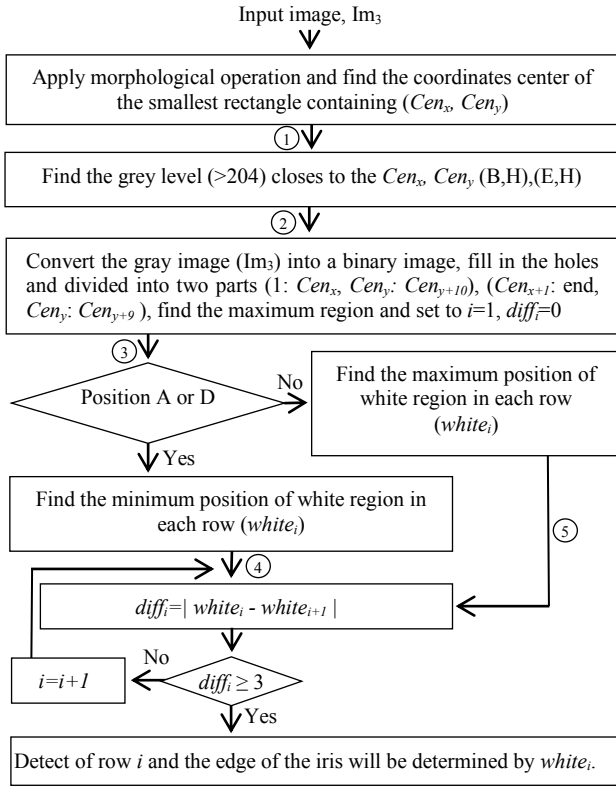 Input image, Im₃
Apply morphological operation and find the coordinates center of
the smallest rectangle containing (Cenₓ, Cenᵧ)
1
Find the grey level (>204) closes to the Cenₓ, Cenᵧ (B,H),(E,H)
2
Convert the gray image (Im₃) into a binary image, fill in the holes
and divided into two parts (1: Cenₓ, Cenᵧ: Cenᵧ₊₁₀), (Cenₓ₊₁: end,
Cenᵧ: Cenᵧ₊₉ ), find the maximum region and set to i=1, diffᵢ=0
3
Position A or D
No
Find the maximum position of
white region in each row
(whiteᵢ)
Yes
Find the minimum position of white region in
each row (whiteᵢ)
5
4
diffᵢ=| whiteᵢ - whiteᵢ₊₁ |
No
i=i+1
diffᵢ ≥ 3
Yes
Detect of row i and the edge of the iris will be determined by whiteᵢ.